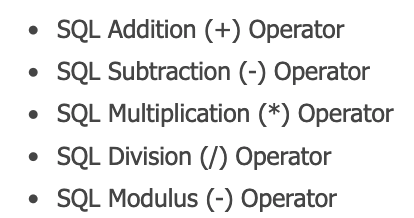 • SQL Addition (+) Operator
• SQL Subtraction (-) Operator
• SQL Multiplication (*) Operator
• SQL Division (/) Operator
• SQL Modulus (-) Operator